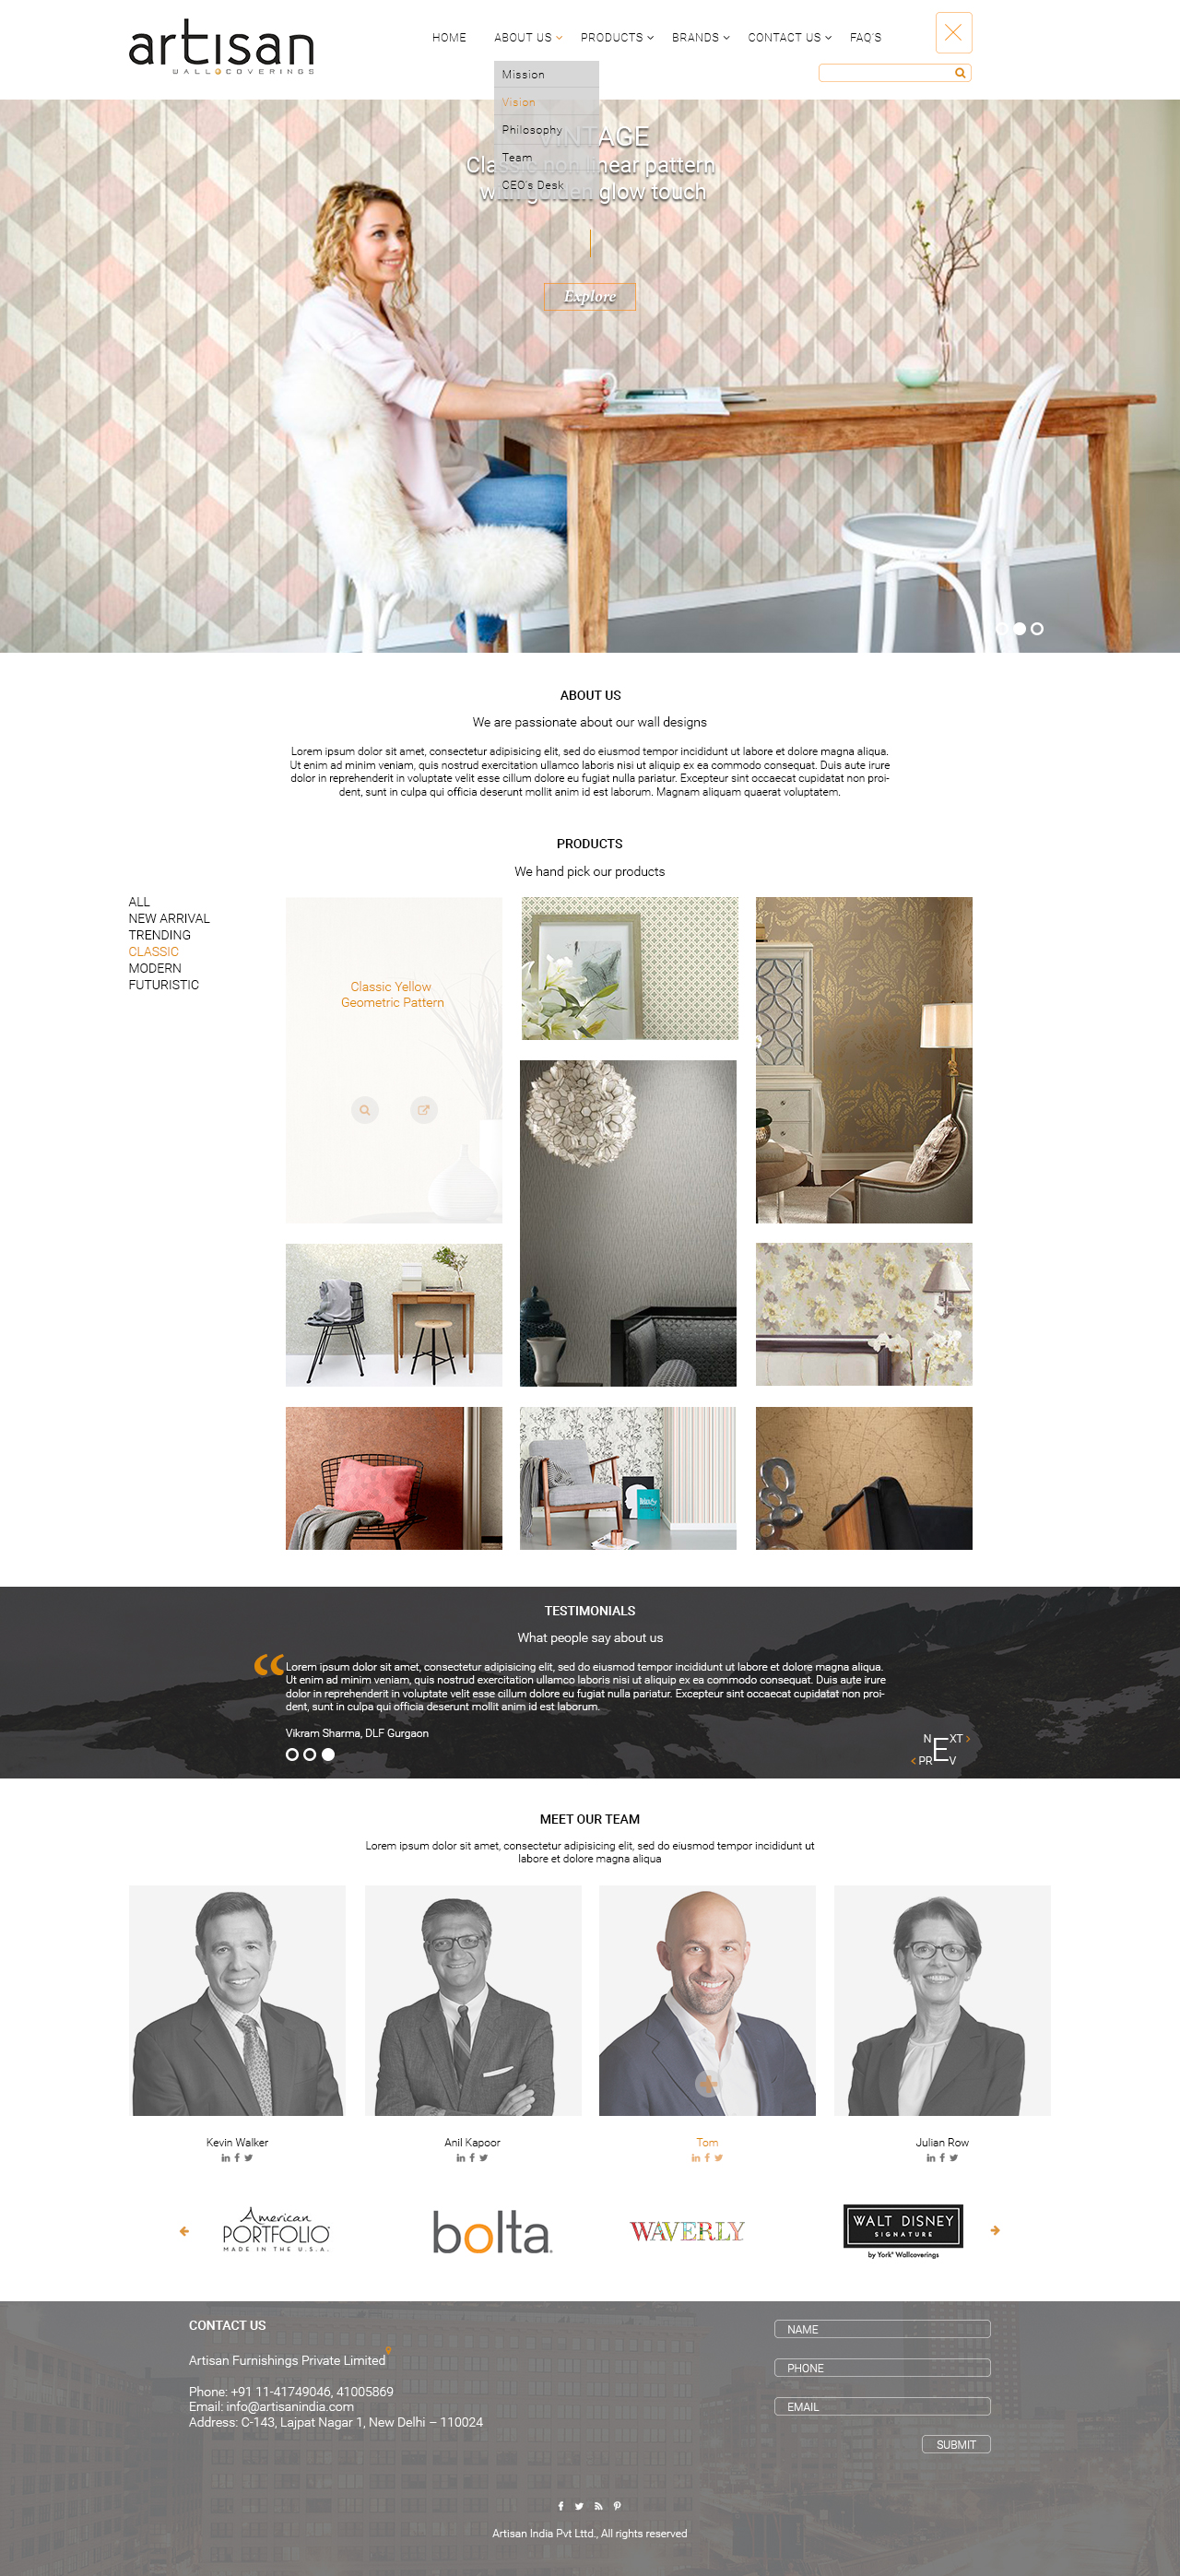 artisan
WALL COVERINGS
HOME
ABOUT US
PRODUCTS
BRANDS
CONTACT US
FAQ'S
Mission
Vision
Philosophy
Team
CEO's Desk
VINTAGE
Classic non linear pattern
with golden glow touch
Explore
ABOUT US
We are passionate about our wall designs
Lorem ipsum dolor sit amet, consectetur adipisicing elit, sed do eiusmod tempor incididunt ut labore et dolore magna aliqua.
Ut enim ad minim veniam, quis nostrud exercitation ullamco laboris nisi ut aliquip ex ea commodo consequat. Duis aute irure
dolor in reprehenderit in voluptate velit esse cillum dolore eu fugiat nulla pariatur. Excepteur sint occaecat cupidatat non proi-
dent, sunt in culpa qui officia deserunt mollit anim id est laborum. Magnam aliquam quaerat voluptatem.
PRODUCTS
We hand pick our products
ALL
NEW ARRIVAL
TRENDING
CLASSIC
MODERN
FUTURISTIC
Classic Yellow
Geometric Pattern
TESTIMONIALS
What people say about us
“
Lorem ipsum dolor sit amet, consectetur adipisicing elit, sed do eiusmod tempor incididunt ut labore et dolore magna aliqua.
Ut enim ad minim veniam, quis nostrud exercitation ullamco laboris nisi ut aliquip ex ea commodo consequat. Duis aute irure
dolor in reprehenderit in voluptate velit esse cillum dolore eu fugiat nulla pariatur. Excepteur sint occaecat cupidatat non proi-
dent, sunt in culpa qui officia deserunt mollit anim id est laborum.
Vikram Sharma, DLF Gurgaon
NEXT >
< PREV
MEET OUR TEAM
Lorem ipsum dolor sit amet, consectetur adipisicing elit, sed do eiusmod tempor incididunt ut
labore et dolore magna aliqua
Kevin Walker
Anil Kapoor
Tom
Julian Row
American
PORTFOLIO
MADE IN THE U.S.A.
bolta
WAVERLY
WALT DISNEY
SIGNATURE
by York® Wallcoverings
CONTACT US
Artisan Furnishings Private Limited
Phone: +91 11-41749046, 41005869
Email: info@artisanindia.com
Address: C-143, Lajpat Nagar 1, New Delhi – 110024
NAME
PHONE
EMAIL
SUBMIT
Artisan India Pvt Lttd., All rights reserved